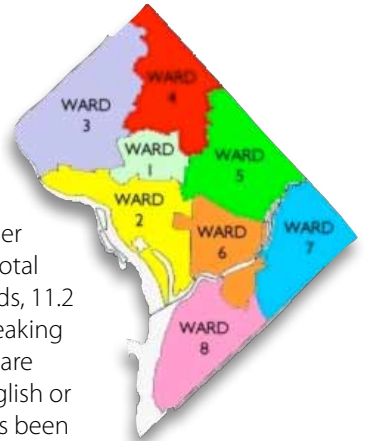 WARD
4
WARD
3
WARD
1
WARD
5
WARD
2
WARD
6
WARD
7
WARD
8
er
otal
ds, 11.2
eaking
are
glish or
s been